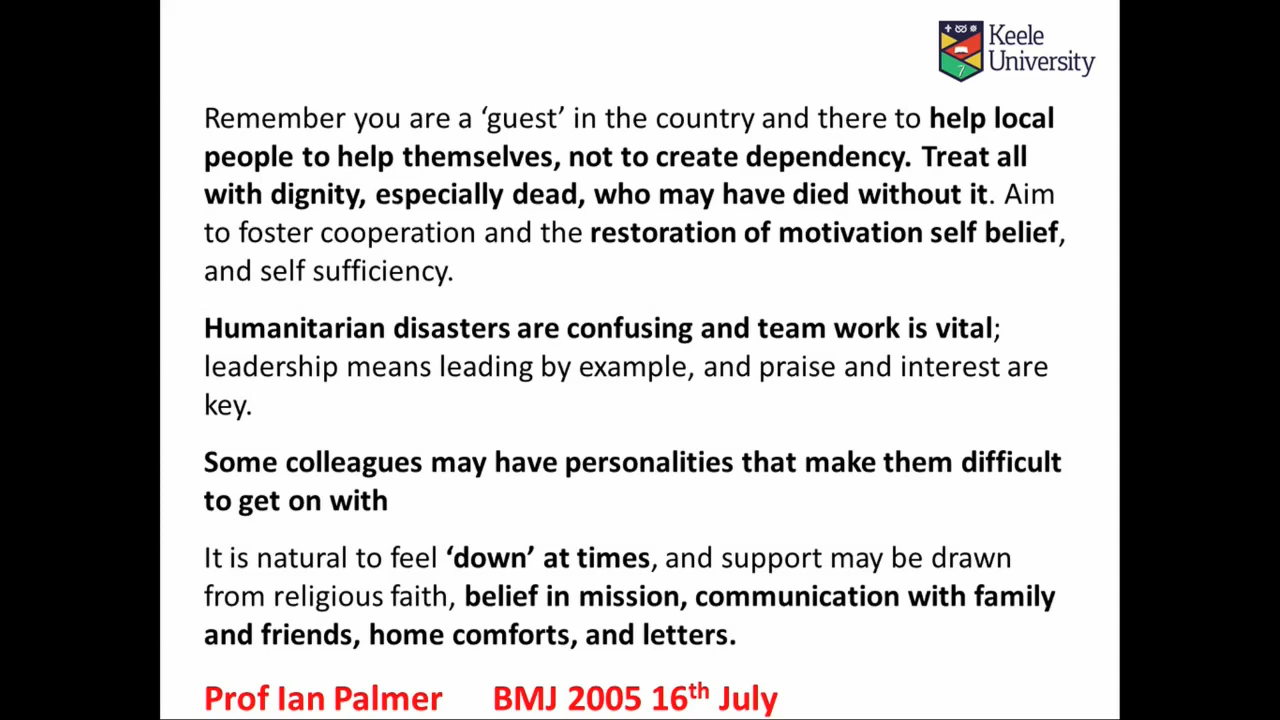 Keele
University
Remember you are a ‘guest’ in the country and there to help local
people to help themselves, not to create dependency. Treat all
with dignity, especially dead, who may have died without it. Aim
to foster cooperation and the restoration of motivation self belief,
and self sufficiency.
Humanitarian disasters are confusing and team work is vital;
leadership means leading by example, and praise and interest are
key.
Some colleagues may have personalities that make them difficult
to get on with
It is natural to feel ‘down’ at times, and support may be drawn
from religious faith, belief in mission, communication with family
and friends, home comforts, and letters.
Prof Ian Palmer BMJ 2005 16th July